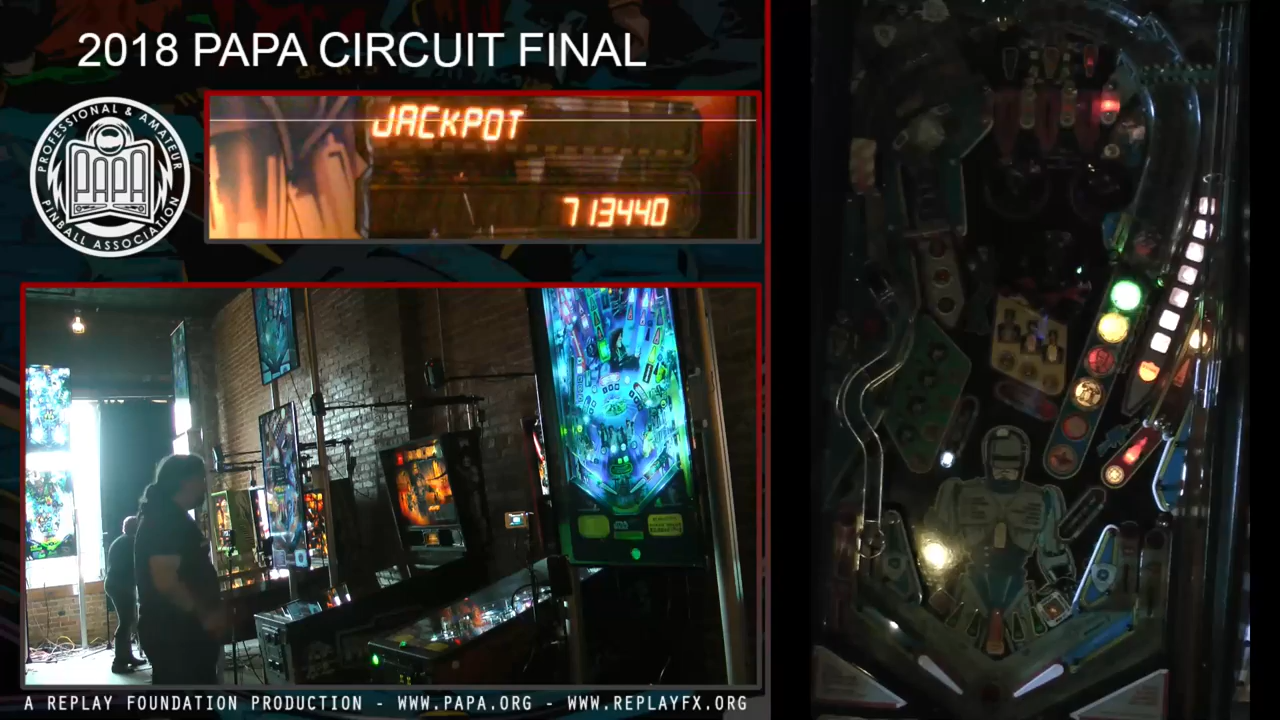 2018 PAPA CIRCUIT FINAL
PROFESSIONAL & AMATEUR
PAPA
PINBALL ASSOCIATION
JACKPOT
713440
A REPLAY FOUNDATION PRODUCTION - WWW.PAPA.ORG - WWW.REPLAYFX.ORG